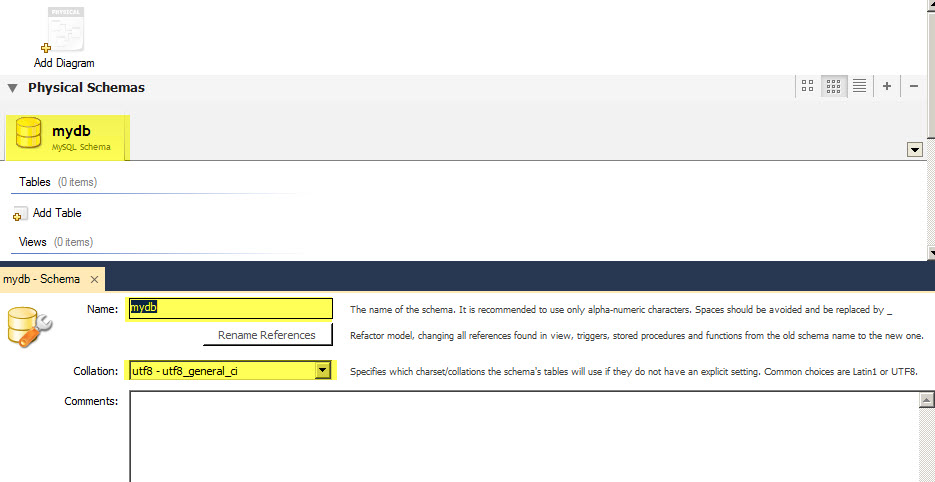 PHYSICAL
Add Diagram
Physical Schemas
mydb
MySQL Schema
Tables (0 items)
Add Table
Views (0 items)
mydb - Schema
Name: mydb The name of the schema. It is recommended to use only alpha-numeric characters. Spaces should be avoided and be replaced by _
Rename References Refactor model, changing all references found in view, triggers, stored procedures and functions from the old schema name to the new one.
Collation: utf8 - utf8_general_ci Specifies which charset/collations the schema's tables will use if they do not have an explicit setting. Common choices are Latin1 or UTF8.
Comments: